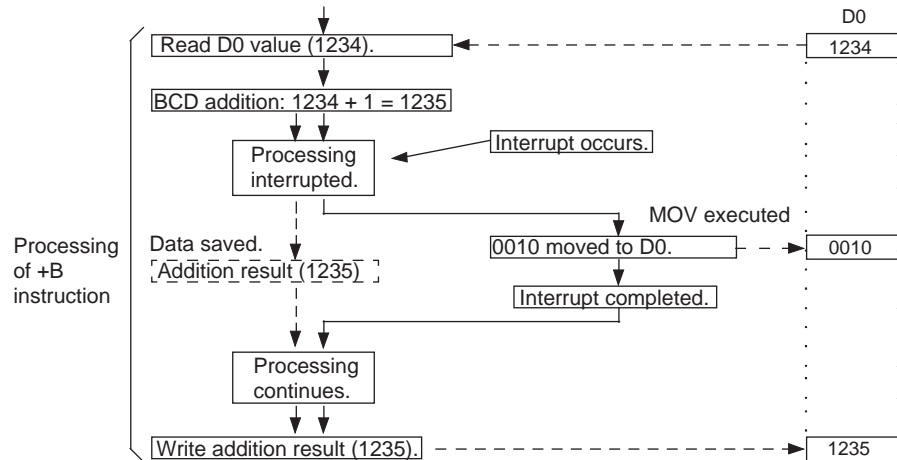 D0
Read D0 value (1234).
1234
BCD addition: 1234 + 1 = 1235
Interrupt occurs.
Processing
interrupted.
MOV executed
Processing
of +B
instruction
Data saved.
0010 moved to D0.
0010
Addition result (1235)
Interrupt completed.
Processing
continues.
Write addition result (1235).
1235